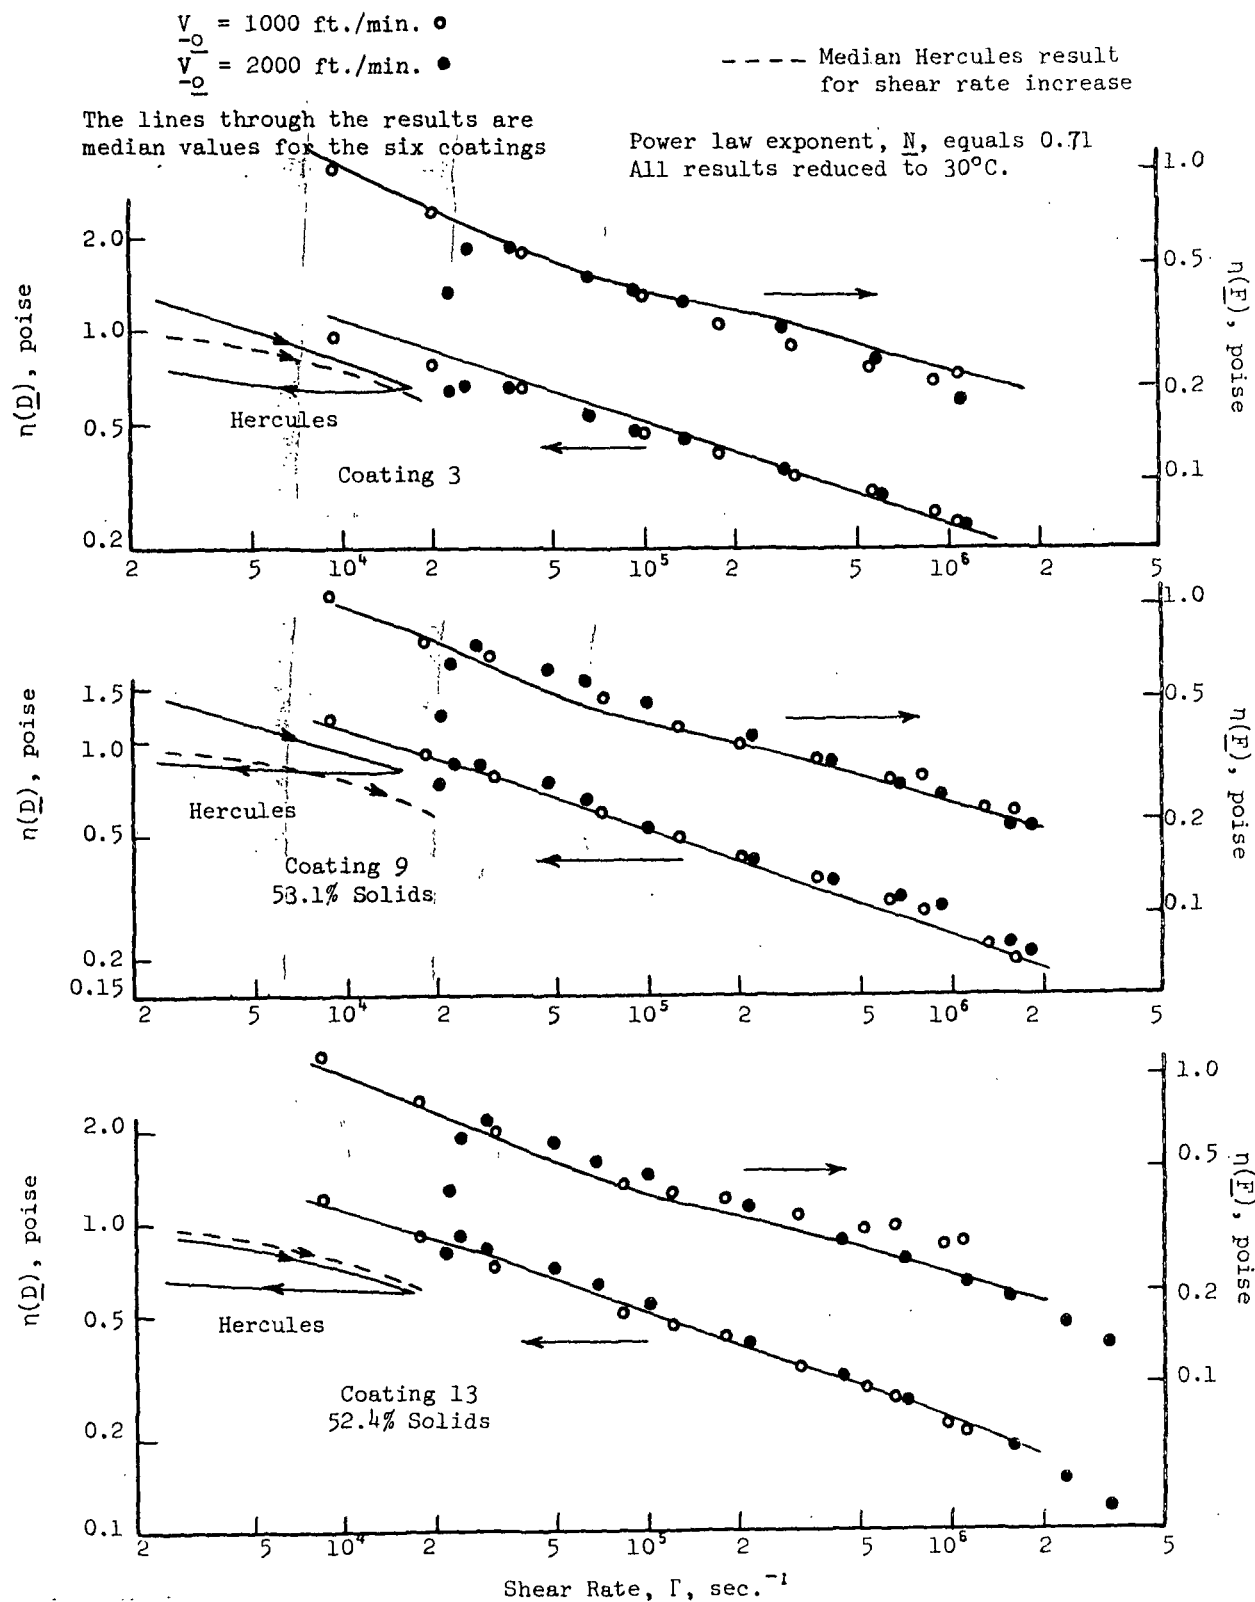 V̲₋ₒ = 1000 ft./min. o
V̲₋ₒ = 2000 ft./min. ●
---- Median Hercules result
for shear rate increase
The lines through the results are
median values for the six coatings
Power law exponent, N, equals 0.71
All results reduced to 30°C.
η(D), poise
2.0
1.0
0.5
0.2
1.0
0.5
0.2
0.1
η(F), poise
Hercules
Coating 3
2 5 10⁴ 2 5 10⁵ 2 5 10⁶ 2 5
η(D), poise
1.5
1.0
0.5
0.2
0.15
1.0
0.5
0.2
0.1
η(F), poise
Hercules
Coating 9
53.1% Solids
2 5 10⁴ 2 5 10⁵ 2 5 10⁶ 2 5
η(D), poise
2.0
1.0
0.5
0.2
0.1
1.0
0.5
0.2
0.1
η(F), poise
Hercules
Coating 13
52.4% Solids
2 5 10⁴ 2 5 10⁵ 2 5 10⁶ 2 5
Shear Rate, Γ, sec.⁻¹